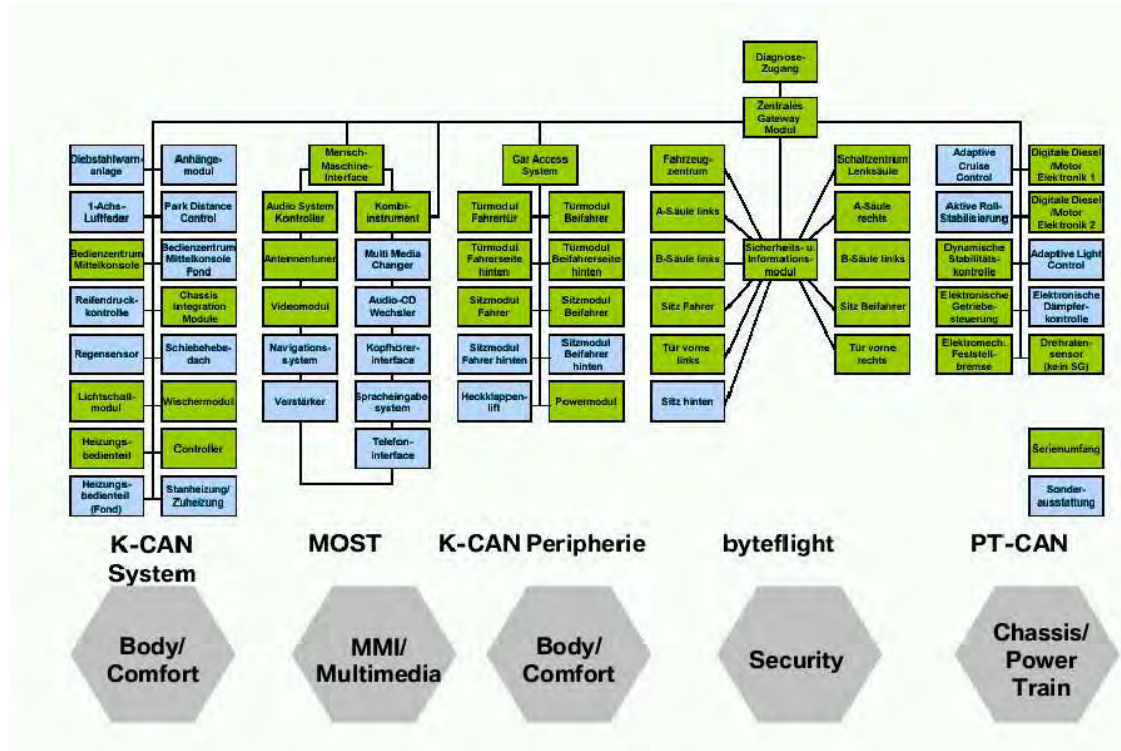 Diagnose-
Zugang
Zentrales
Gateway
Modul
Diebstahlwarn-
anlage
Anhänge-
modul
1-Achs-
Luftfeder
Park Distance
Control
Bedienzentrum
Mittelkonsole
Bedienzentrum
Mittelkonsole
Fond
Reifendruck-
kontrolle
Chassis
Integration
Module
Regensensor
Schiebehebe-
dach
Lichtschalt-
modul
Wischermodul
Heizungs-
bedienteil
Controller
Heizungs-
bedienteil
(Fond)
Stanheizung/
Zuheizung
K-CAN
System
Body/
Comfort
Mensch-
Maschine-
Interface
Audio System
Kontroller
Kombi-
instrument
Antennentuner
Multi Media
Changer
Videomodul
Audio-CD
Wechsler
Navigations-
system
Kopfhörer-
interface
Verstärker
Spracheingabe-
system
Telefon-
interface
MOST
MMI/
Multimedia
Car Access
System
Türmodul
Fahrertür
Türmodul
Beifahrer
Türmodul
Fahrerseite
hinten
Türmodul
Beifahrerseite
hinten
Sitzmodul
Fahrer
Sitzmodul
Beifahrer
Sitzmodul
Fahrer hinten
Sitzmodul
Beifahrer
hinten
Heckklappen-
lift
Powermodul
K-CAN Peripherie
Body/
Comfort
Fahrzeug-
zentrum
Schaltzentrum
Lenksäule
A-Säule links
A-Säule
rechts
B-Säule links
Sicherheits- u.
Informations-
modul
B-Säule links
Sitz Fahrer
Sitz Beifahrer
Tür vorne
links
Tür vorne
rechts
Sitz hinten
byteflight
Security
Adaptive
Cruise
Control
Digitale Diesel
/Motor
Elektronik 1
Aktive Roll-
Stabilisierung
Digitale Diesel
/Motor
Elektronik 2
Dynamische
Stabilitäts-
kontrolle
Adaptive Light
Control
Elektronische
Getriebe-
steuerung
Elektronische
Dämpfer-
kontrolle
Elektromech.
Feststell-
bremse
Drehraten-
sensor
(kein SG)
Serienumfang
Sonder-
ausstattung
PT-CAN
Chassis/
Power
Train